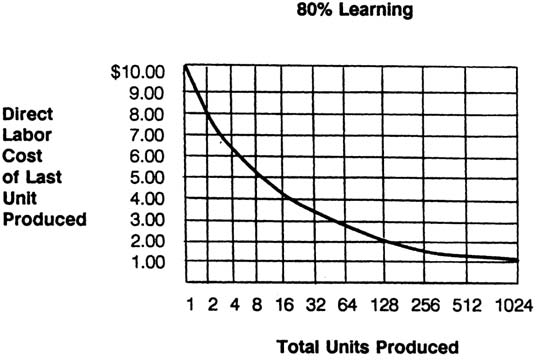 80% Learning
$10.00
9.00
8.00
7.00
6.00
5.00
4.00
3.00
2.00
1.00
Direct
Labor
Cost
of Last
Unit
Produced
1 2 4 8 16 32 64 128 256 512 1024
Total Units Produced